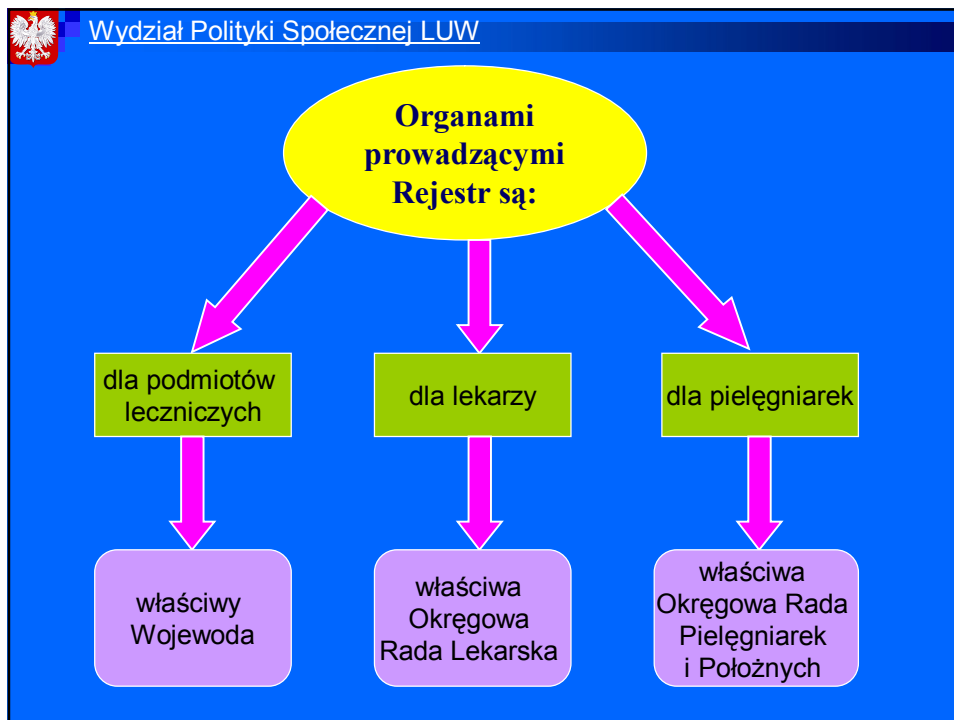 Wydział Polityki Społecznej LUW
Organami
prowadzącymi
Rejestr są:
dla podmiotów
leczniczych
dla lekarzy
dla pielęgniarek
właściwy
Wojewoda
właściwa
Okręgowa
Rada Lekarska
właściwa
Okręgowa Rada
Pielęgniarek
i Położnych